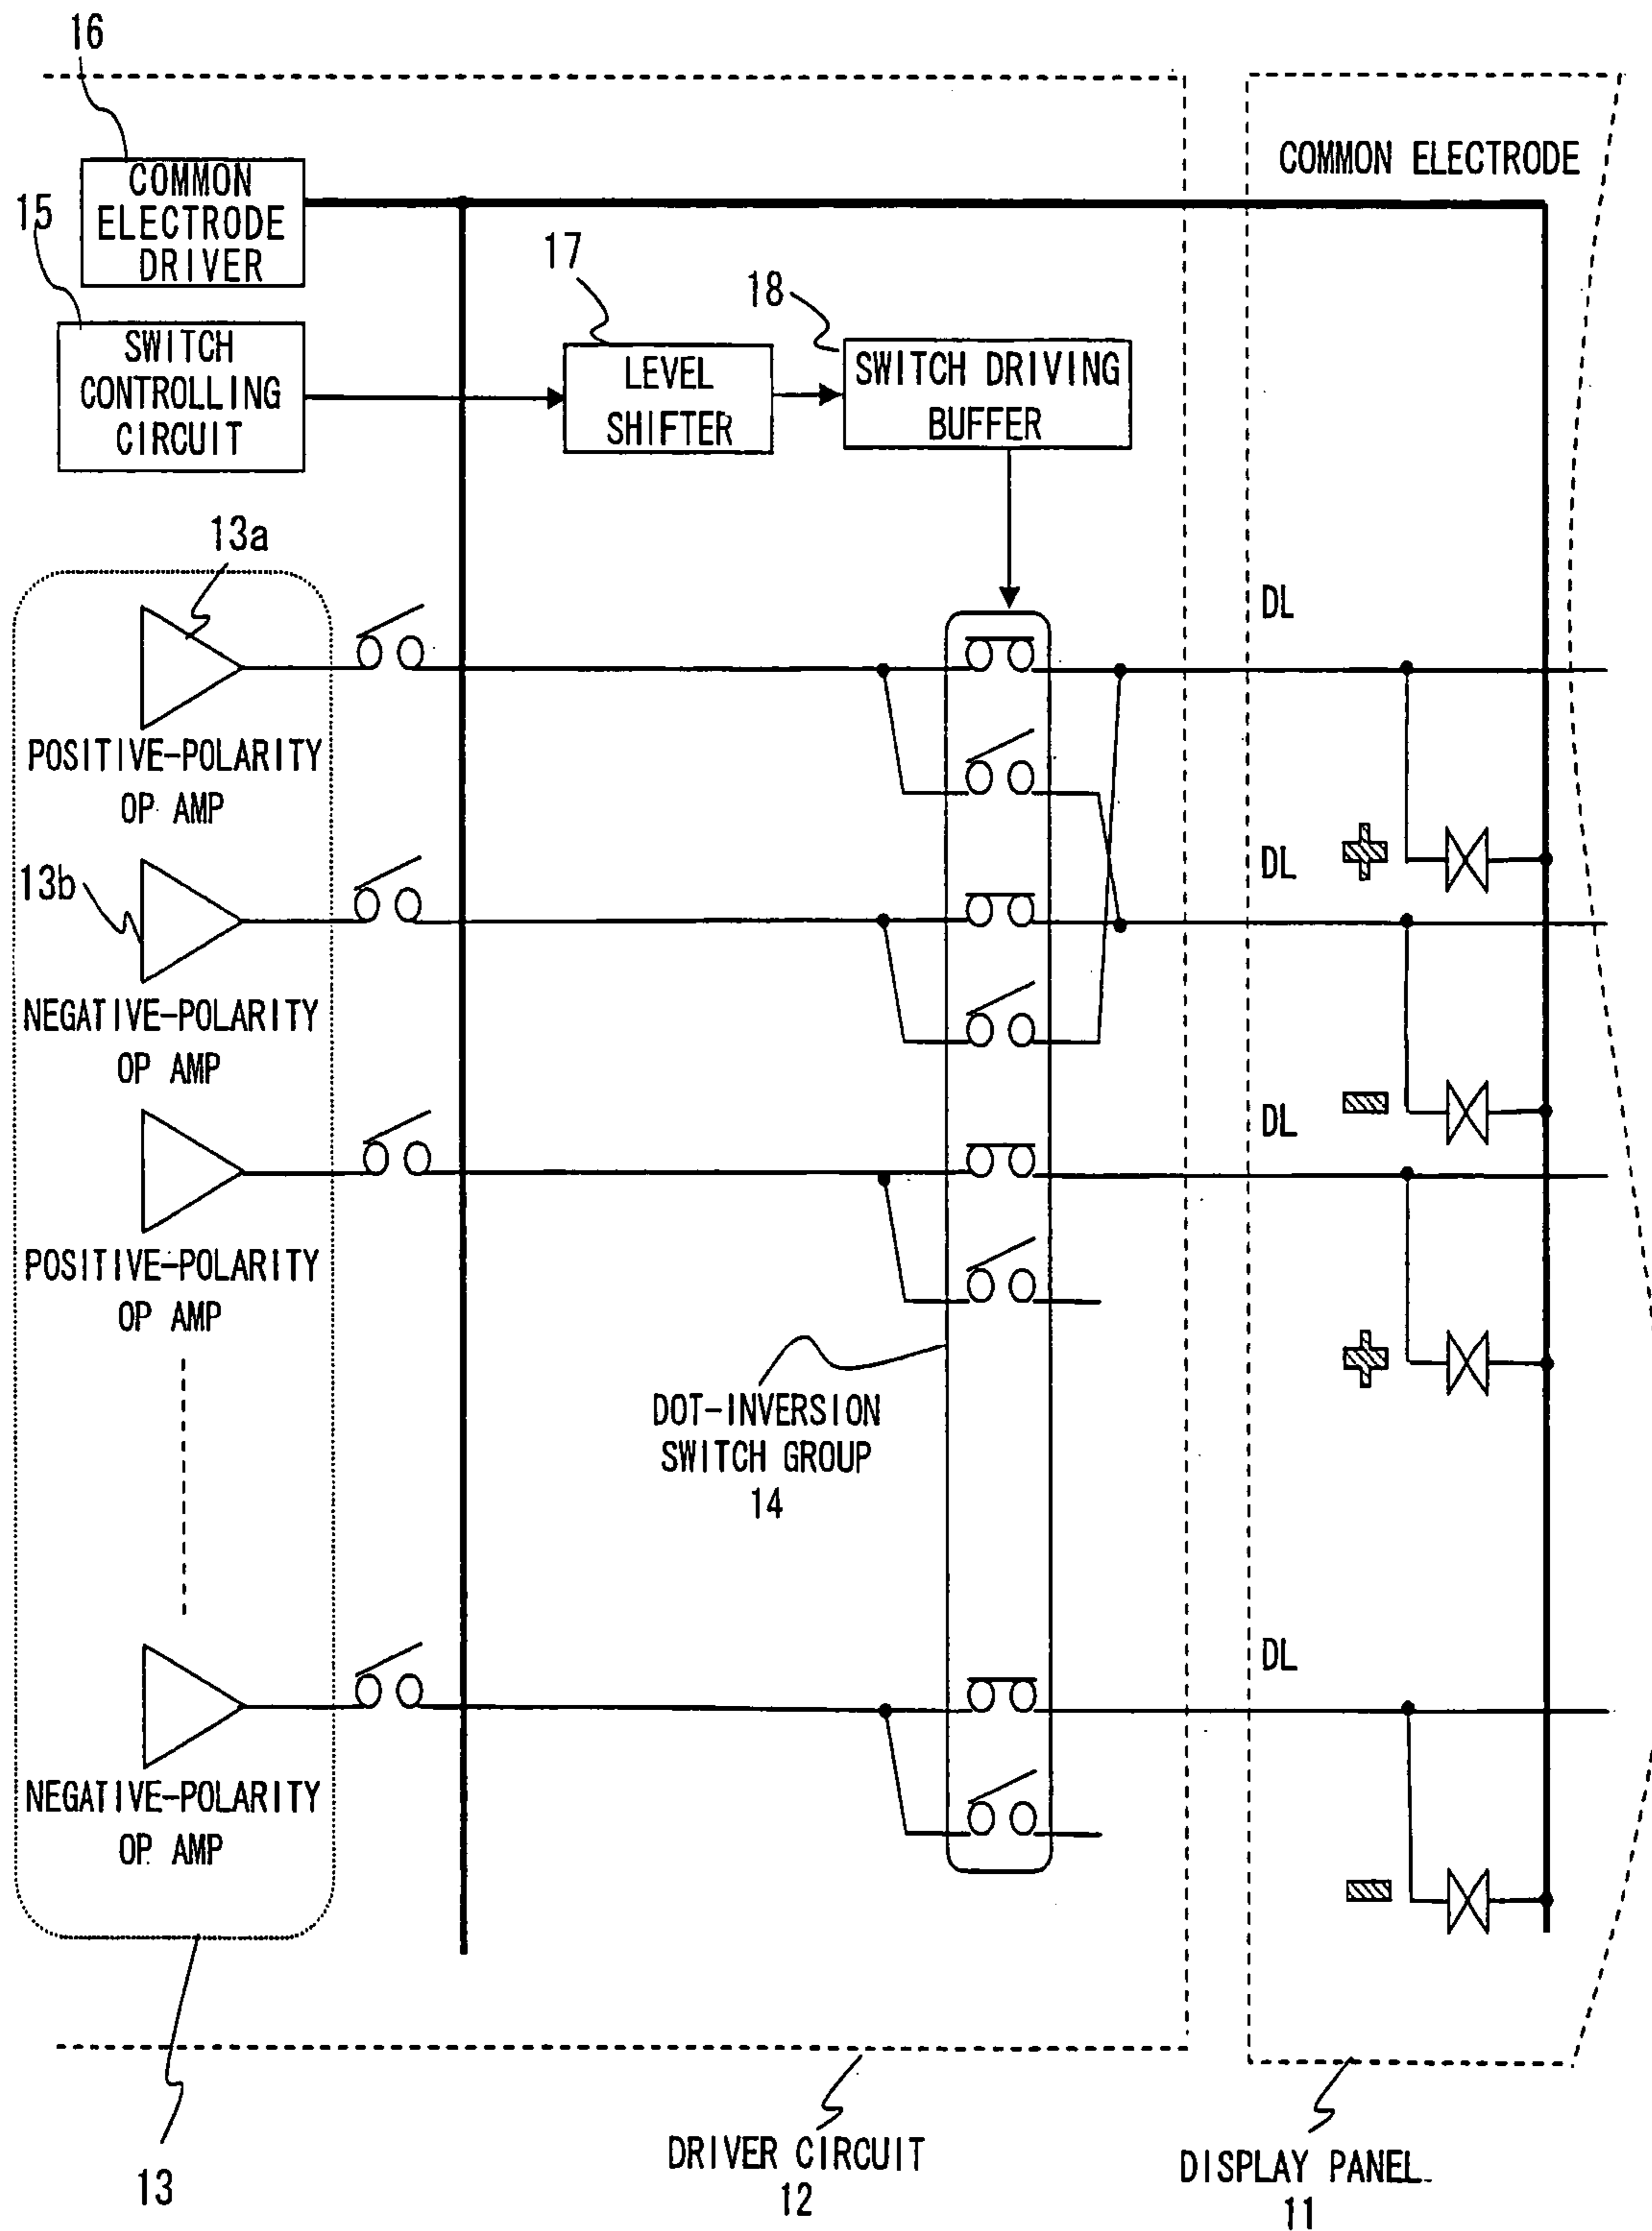 16
COMMON ELECTRODE
COMMON
ELECTRODE
DRIVER
15
17
18
SWITCH
CONTROLLING
CIRCUIT
LEVEL
SHIFTER
SWITCH DRIVING
BUFFER
13a
DL
POSITIVE-POLARITY
OP AMP
13b
DL
NEGATIVE-POLARITY
OP AMP
DL
POSITIVE-POLARITY
OP AMP
DOT-INVERSION
SWITCH GROUP
14
DL
NEGATIVE-POLARITY
OP AMP
13
DRIVER CIRCUIT
12
DISPLAY PANEL
11